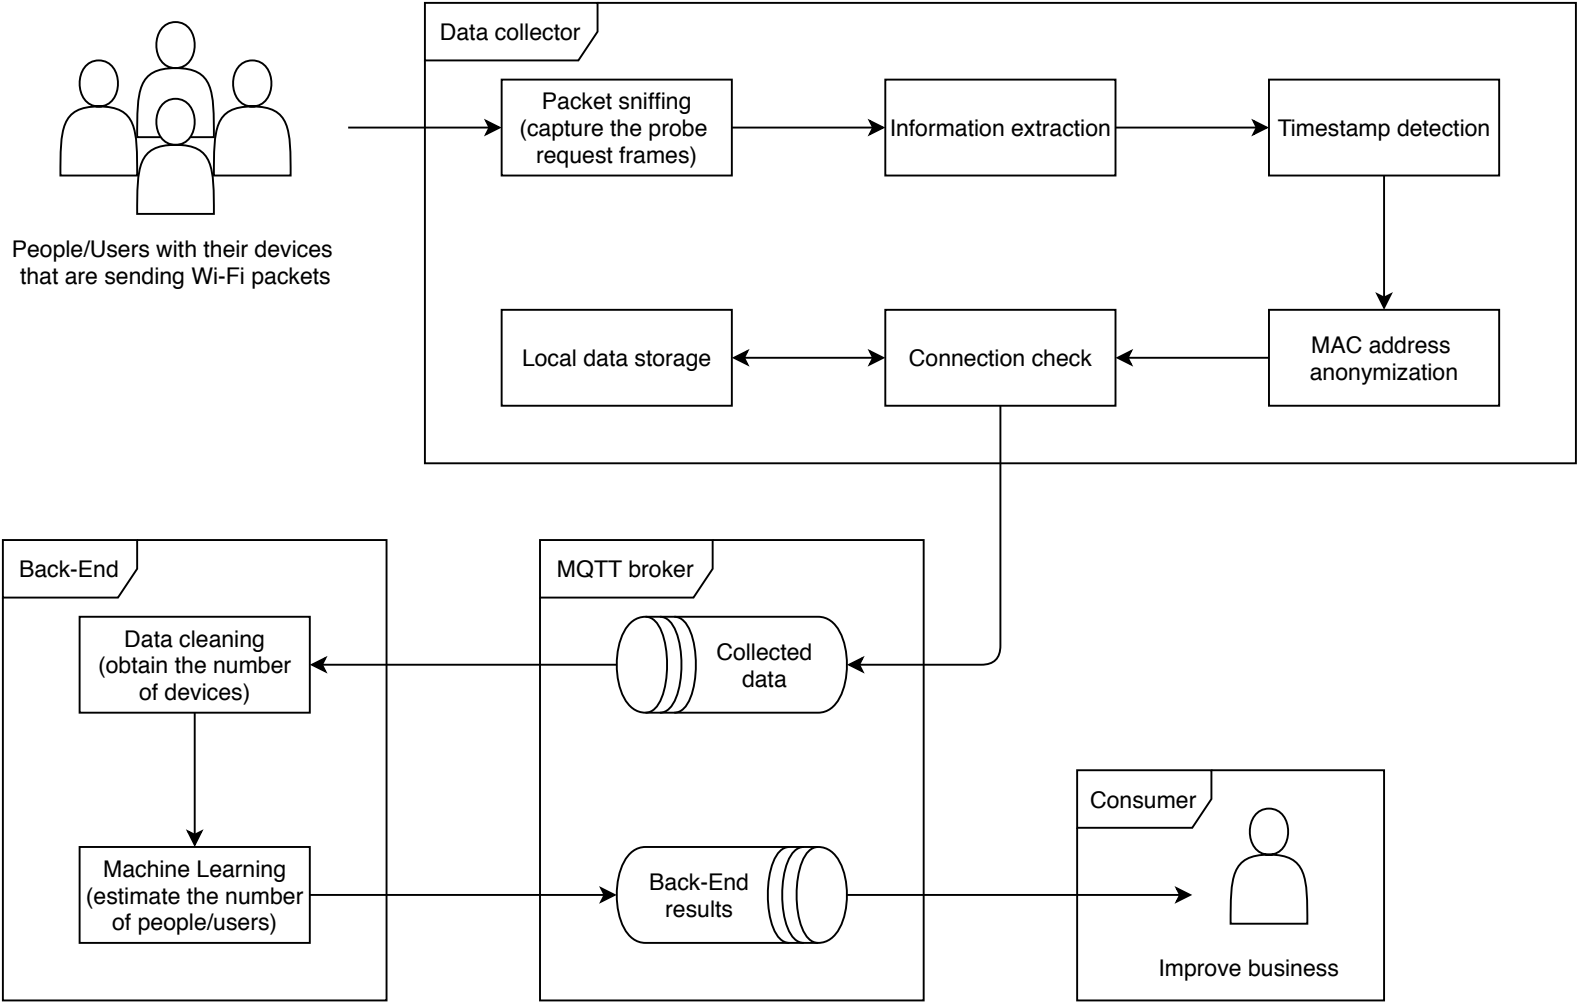 Data collector
Packet sniffing
(capture the probe
request frames)
Information extraction
Timestamp detection
People/Users with their devices
that are sending Wi-Fi packets
Local data storage
Connection check
MAC address
anonymization
Back-End
MQTT broker
Data cleaning
(obtain the number
of devices)
Collected
data
Consumer
Machine Learning
(estimate the number
of people/users)
Back-End
results
Improve business